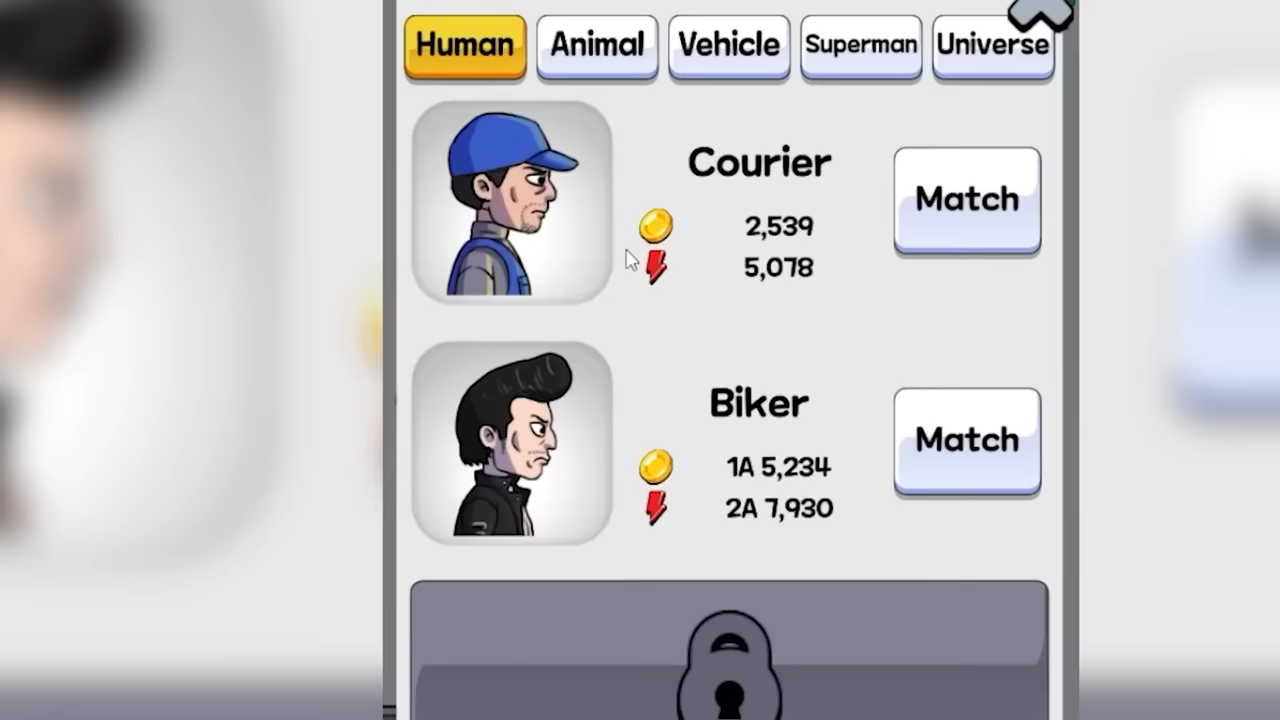 Human Animal Vehicle Superman Universe
Courier
2,539
5,078
Match
Biker
1A 5,234
2A 7,930
Match